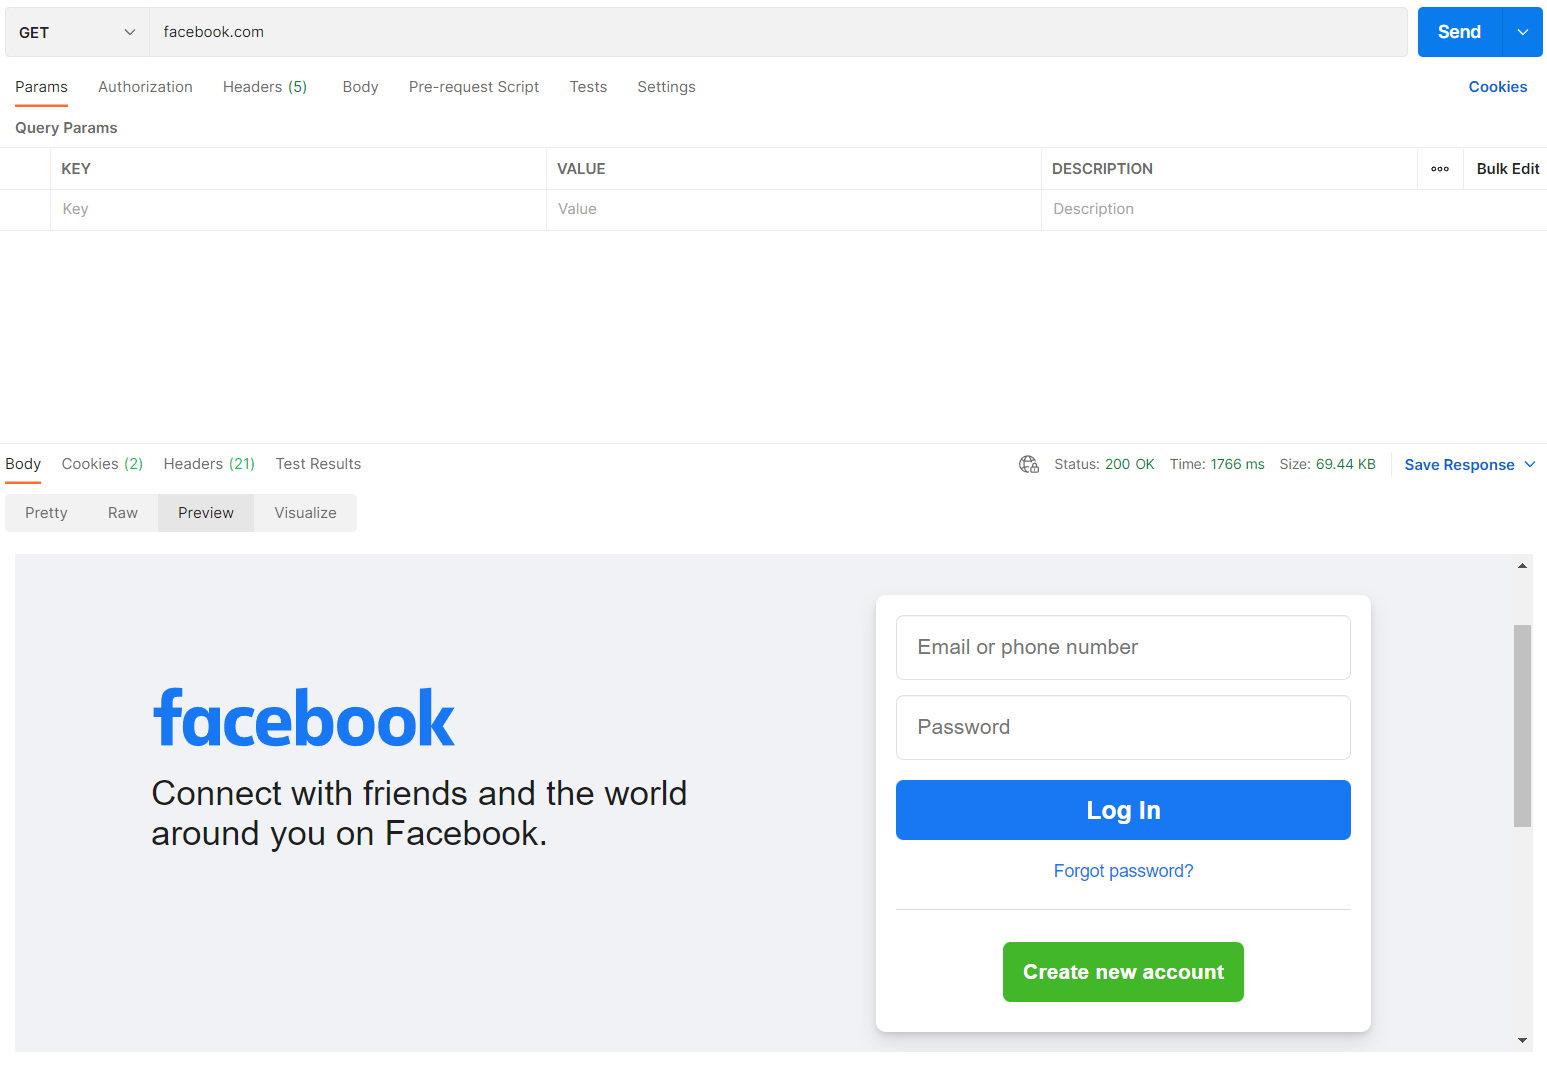 GET facebook.com Send
Params Authorization Headers (5) Body Pre-request Script Tests Settings Cookies
Query Params
KEY VALUE DESCRIPTION Bulk Edit
Key Value Description
Body Cookies (2) Headers (21) Test Results Status: 200 OK Time: 1766 ms Size: 69.44 KB Save Response
Pretty Raw Preview Visualize
facebook
Connect with friends and the world
around you on Facebook.
Email or phone number
Password
Log In
Forgot password?
Create new account